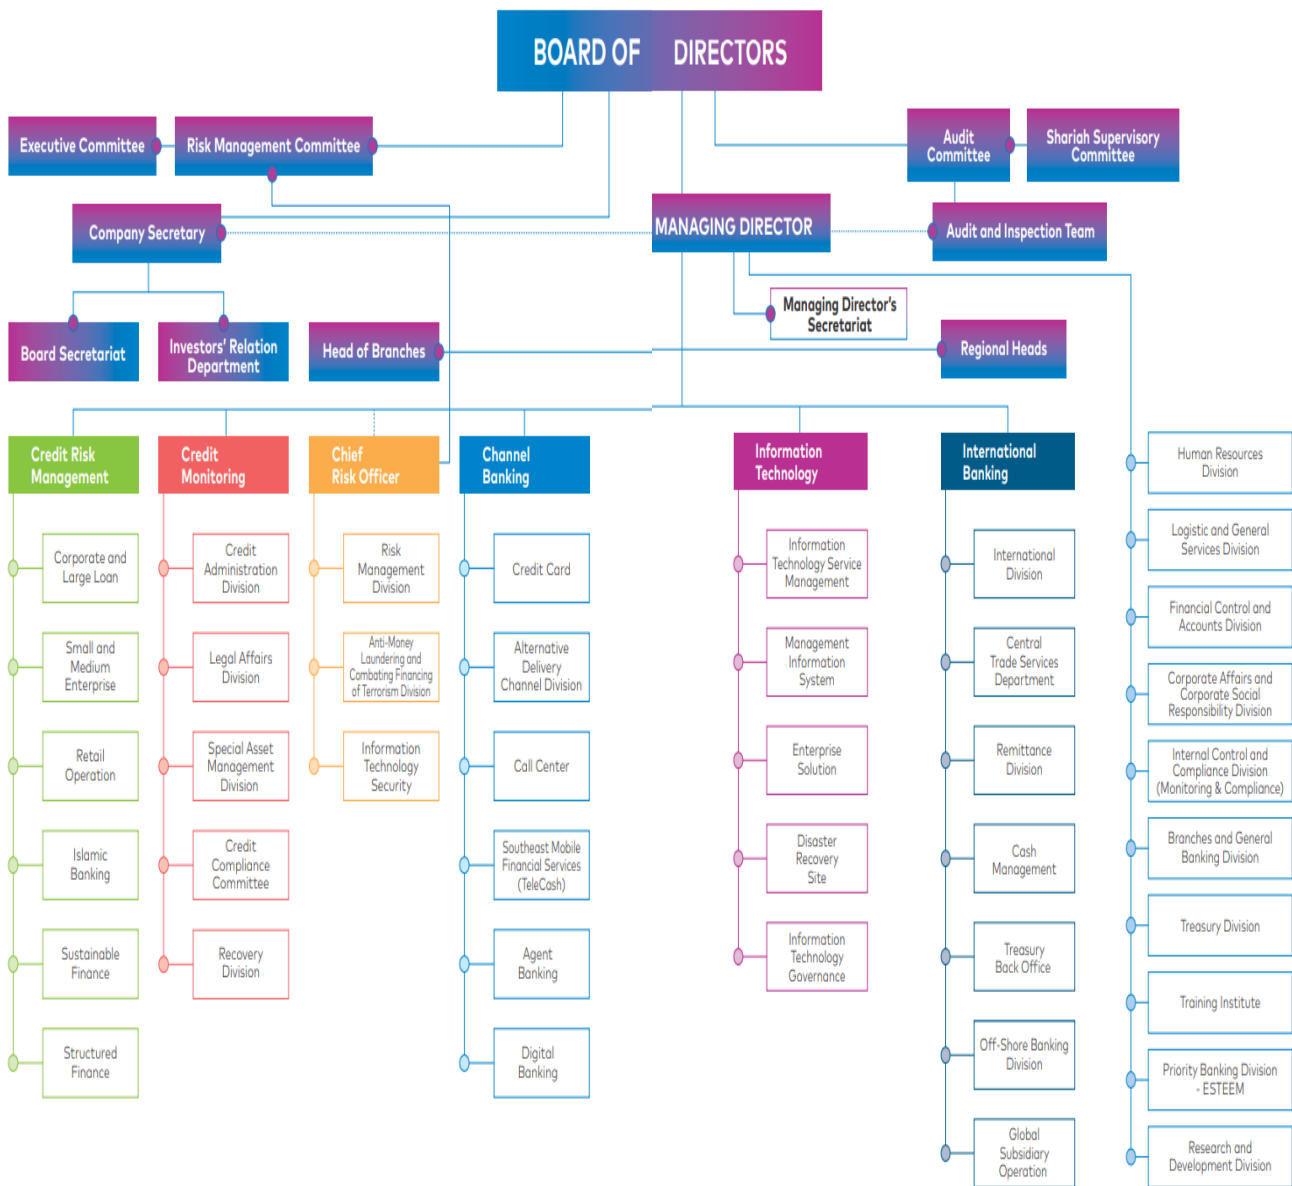 BOARD OF DIRECTORS
Executive Committee
Risk Management Committee
Audit
Committee
Shariah Supervisory
Committee
Company Secretary
MANAGING DIRECTOR
Audit and Inspection Team
Managing Director's
Secretariat
Board Secretariat
Investors' Relation
Department
Head of Branches
Regional Heads
Credit Risk
Management
Corporate and
Large Loan
Small and
Medium
Enterprise
Retail
Operation
Islamic
Banking
Sustainable
Finance
Structured
Finance
Credit
Monitoring
Credit
Administration
Division
Legal Affairs
Division
Special Asset
Management
Division
Credit
Compliance
Committee
Recovery
Division
Chief
Risk Officer
Risk
Management
Division
Anti-Money
Laundering and
Combating Financing
of Terrorism Division
Information
Technology
Security
Channel
Banking
Credit Card
Alternative
Delivery
Channel Division
Call Center
Southeast Mobile
Financial Services
(TeleCash)
Agent
Banking
Digital
Banking
Information
Technology
Information
Technology Service
Management
Management
Information
System
Enterprise
Solution
Disaster
Recovery
Site
Information
Technology
Governance
International
Banking
International
Division
Central
Trade Services
Department
Remittance
Division
Cash
Management
Treasury
Back Office
Off-Shore Banking
Division
Global
Subsidiary
Operation
Human Resources
Division
Logistic and General
Services Division
Financial Control and
Accounts Division
Corporate Affairs and
Corporate Social
Responsibility Division
Internal Control and
Compliance Division
(Monitoring & Compliance)
Branches and General
Banking Division
Treasury Division
Training Institute
Priority Banking Division
- ESTEEM
Research and
Development Division